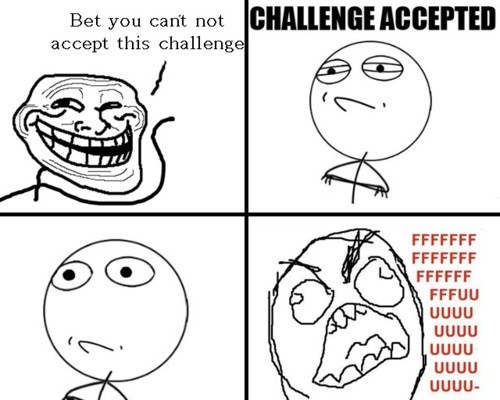 Bet you can't not
accept this challenge
CHALLENGE ACCEPTED
FFFFFFF
FFFFFFF
FFFFFF
FFFUU
UUUU
UUUU
UUUU
UUUU
UUUU-